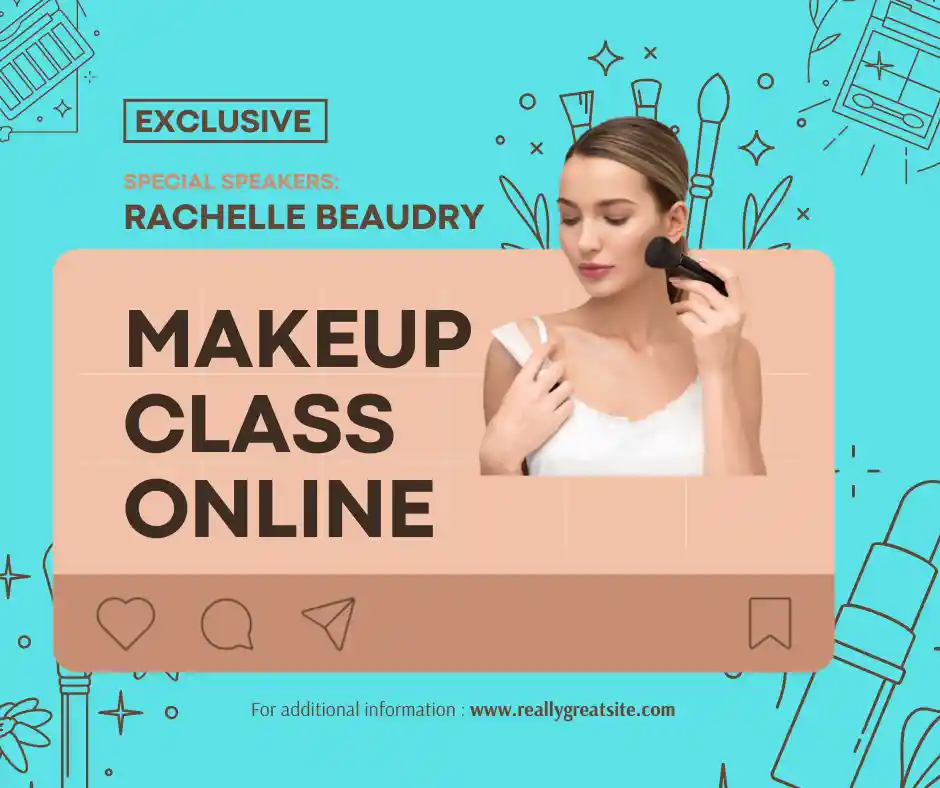 EXCLUSIVE
SPECIAL SPEAKERS:
RACHELLE BEAUDRY
MAKEUP
CLASS
ONLINE
For additional information : www.reallygreatsite.com